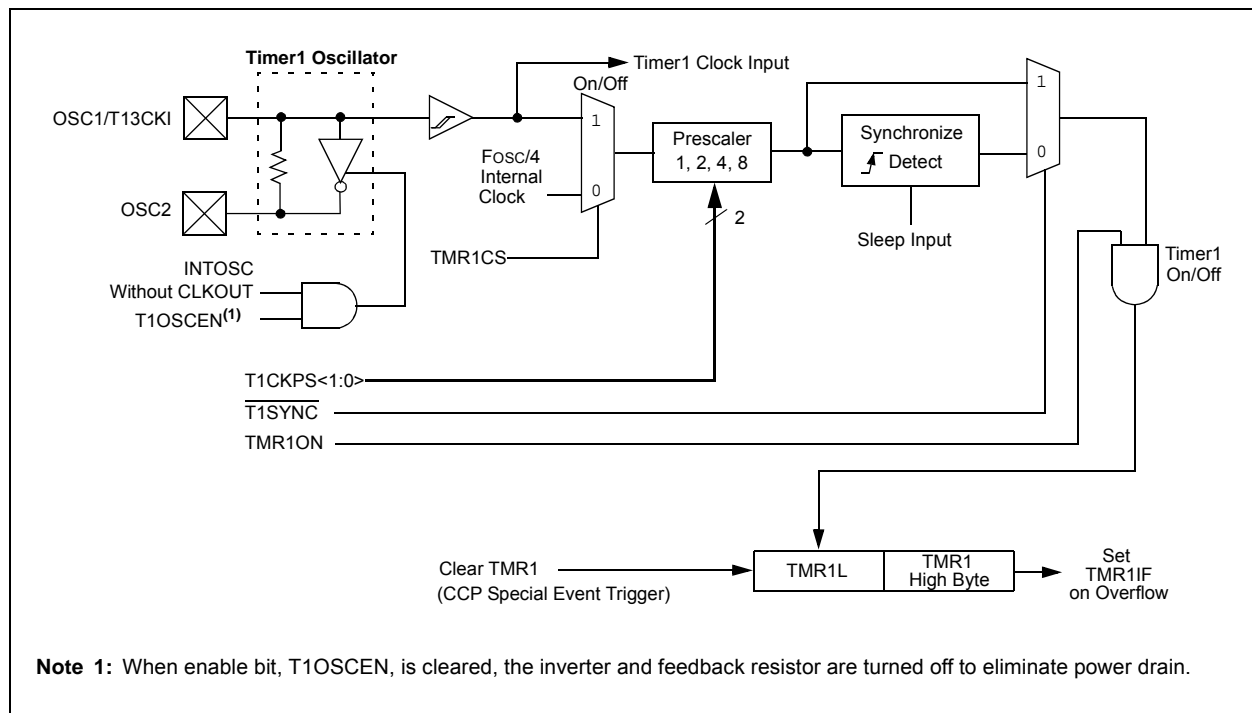 Timer1 Oscillator
Timer1 Clock Input
On/Off
1
OSC1/T13CKI
1
Prescaler
1, 2, 4, 8
Synchronize
Detect
0
FOSC/4
Internal
Clock
0
OSC2
2
Sleep Input
TMR1CS
Timer1
On/Off
INTOSC
Without CLKOUT
T1OSCEN(1)
T1CKPS<1:0>
T1SYNC
TMR1ON
Clear TMR1
(CCP Special Event Trigger)
TMR1L
TMR1
High Byte
Set
TMR1IF
on Overflow
Note 1: When enable bit, T1OSCEN, is cleared, the inverter and feedback resistor are turned off to eliminate power drain.